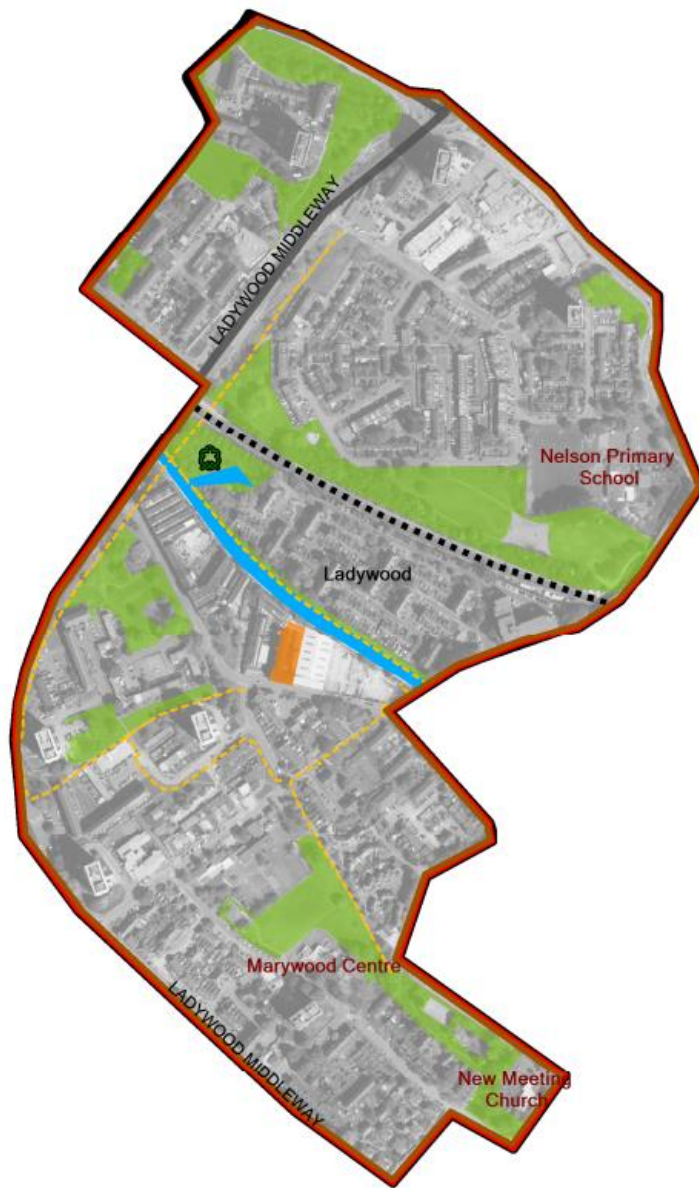 LADYWOOD MIDDLEWAY
Nelson Primary
School
Ladywood
Marywood Centre
LADYWOOD MIDDLEWAY
New Meeting
Church